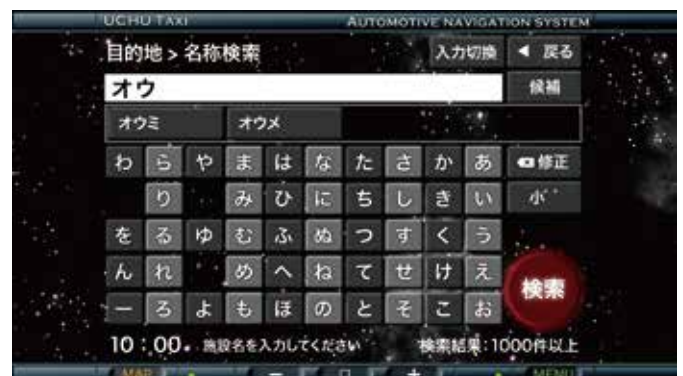 UCHU TAXI AUTOMOTIVE NAVIGATION SYSTEM
目的地 > 名称検索 入力切換 ◀ 戻る
オウ 候補
オウミ オウメ
わ ら や ま は な た さ か あ 修正
り み ひ に ち し き い 小゛゜
を る ゆ む ふ ぬ つ す く う
ん れ め へ ね て せ け え 検索
ー ろ よ も ほ の と そ こ お
10:00. 施設名を入力してください 検索結果:1000件以上
MAP − + MENU